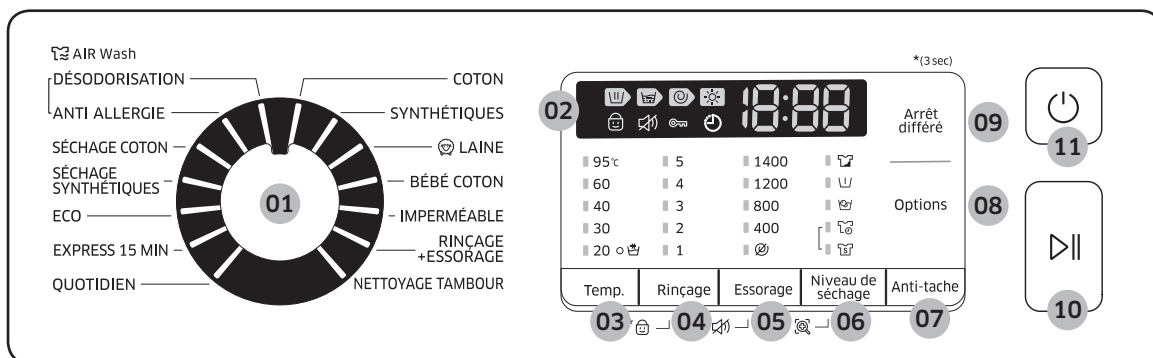 AIR Wash
DÉSODORISATION
ANTI ALLERGIE
SÉCHAGE COTON
SÉCHAGE
SYNTHÉTIQUES
ECO
EXPRESS 15 MIN
QUOTIDIEN
COTON
SYNTHÉTIQUES
LAINE
BÉBÉ COTON
IMPERMÉABLE
RINÇAGE
+ESSORAGE
NETTOYAGE TAMBOUR
01
*(3 sec)
02
18:88
95℃ 5 1400
60 4 1200
40 3 800
30 2 400
20 1
Arrêt
différé
09
Options
08
Temp. Rinçage Essorage Niveau de
séchage Anti-tache
03 04 05 06 07
11
10